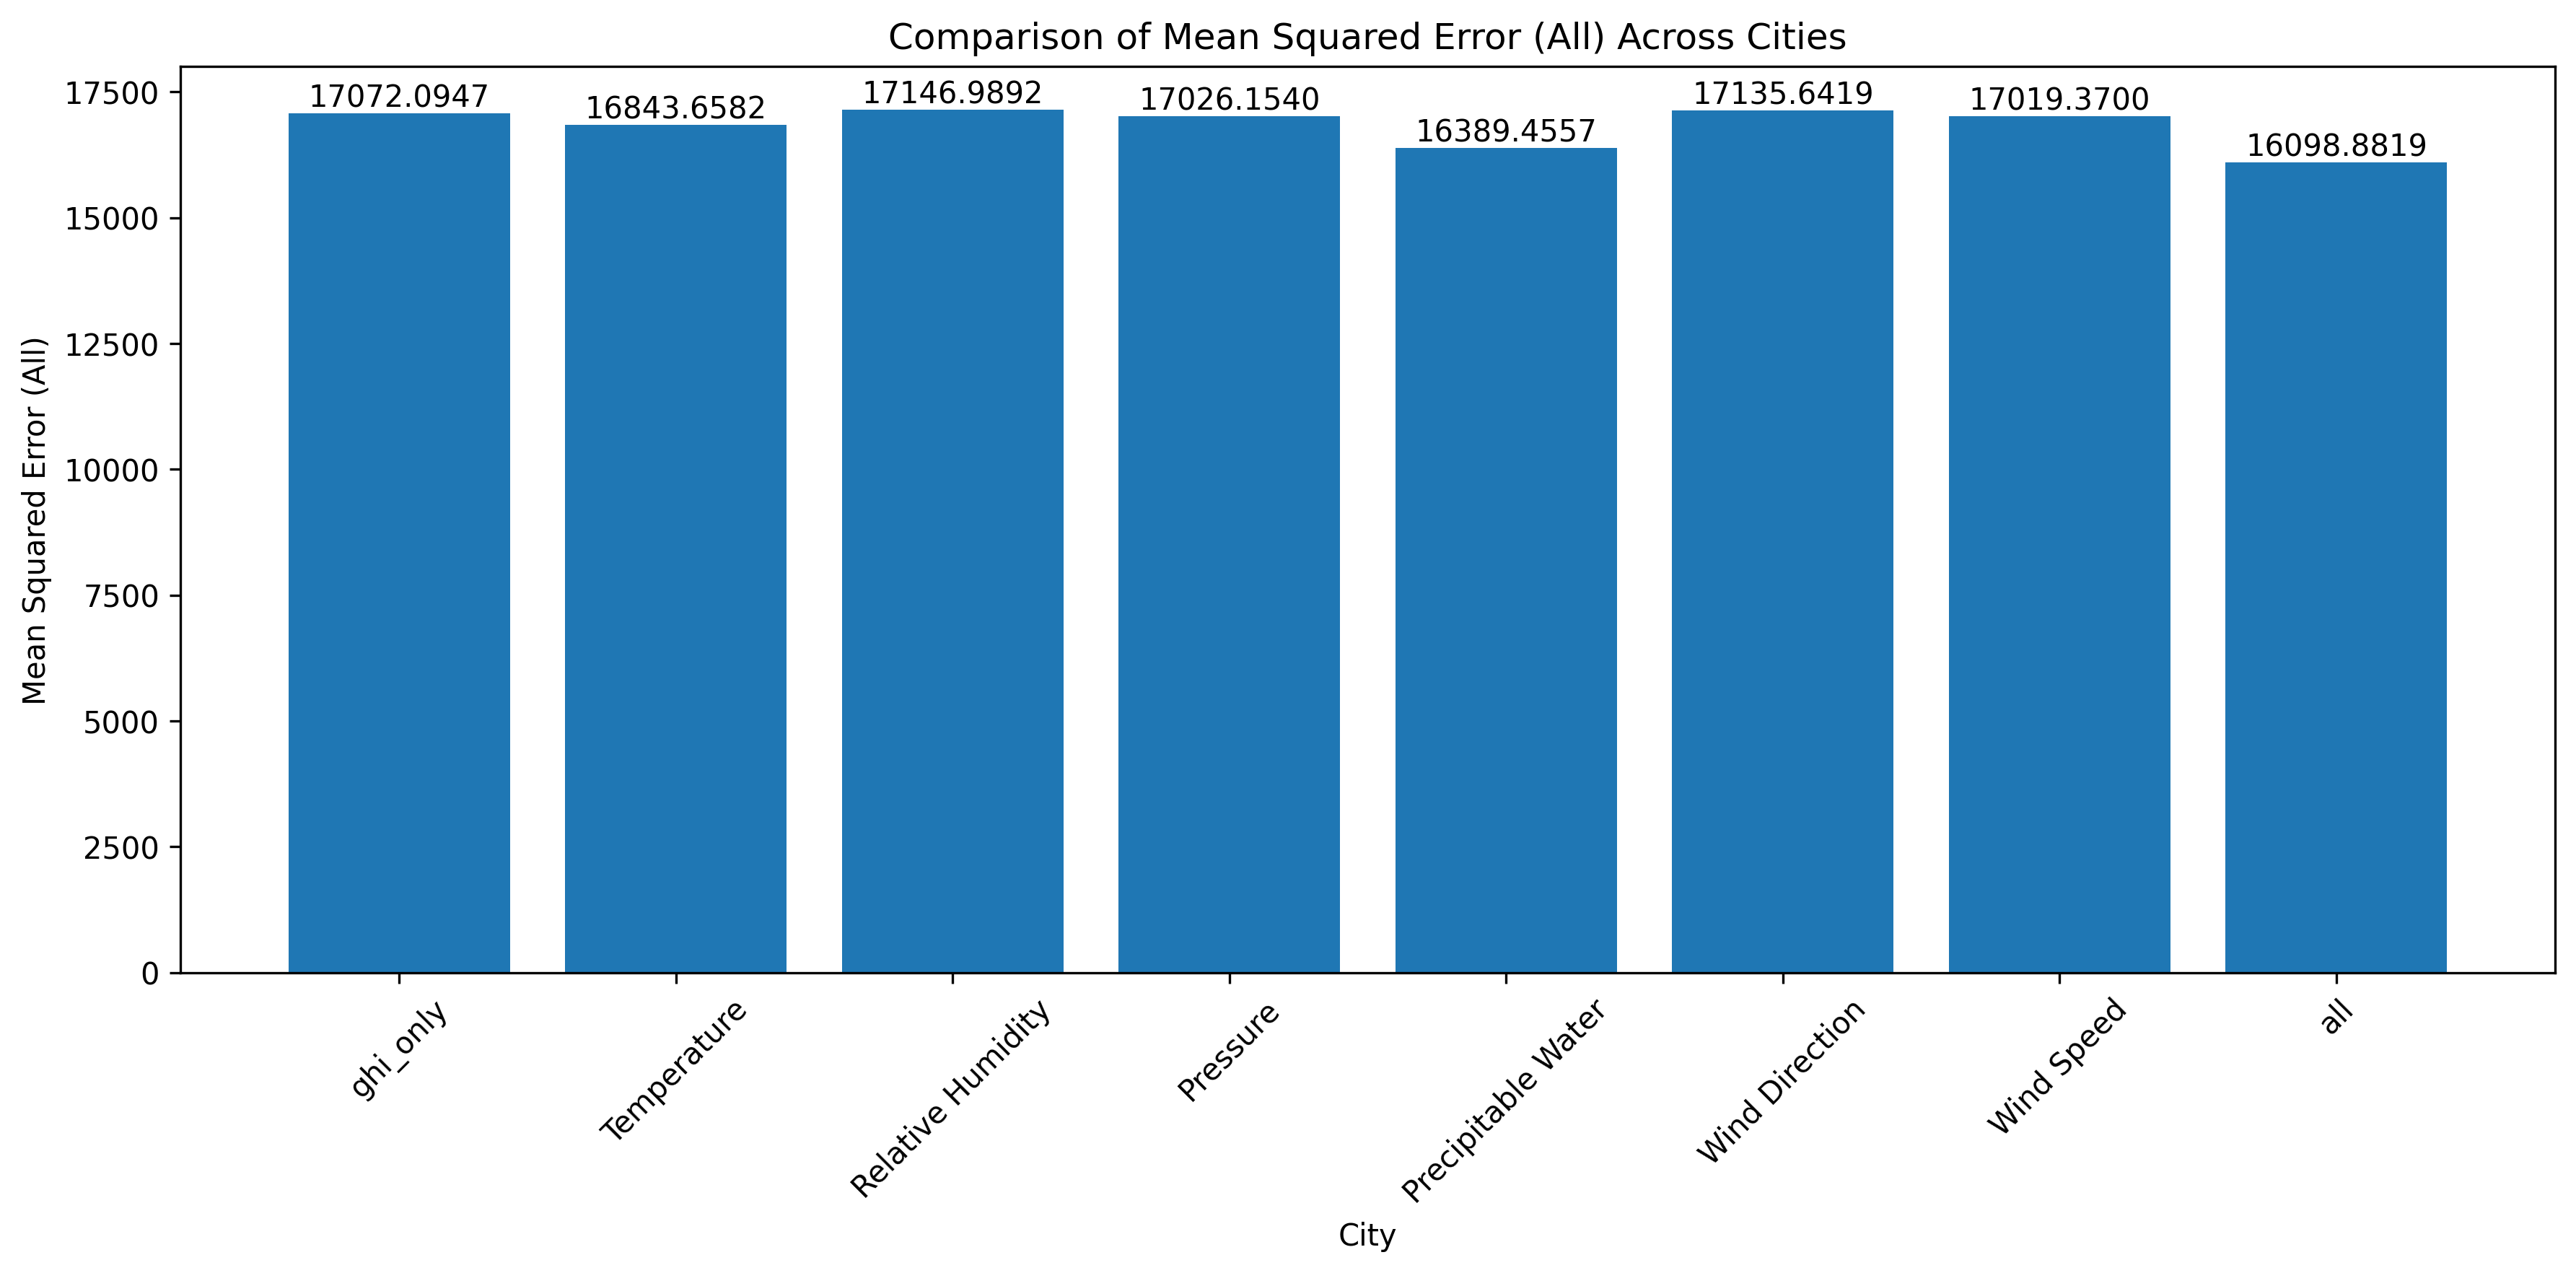 Comparison of Mean Squared Error (All) Across Cities
Mean Squared Error (All)
17500
15000
12500
10000
7500
5000
2500
0
17072.0947
16843.6582
17146.9892
17026.1540
16389.4557
17135.6419
17019.3700
16098.8819
ghi_only
Temperature
Relative Humidity
Pressure
Precipitable Water
Wind Direction
Wind Speed
all
City